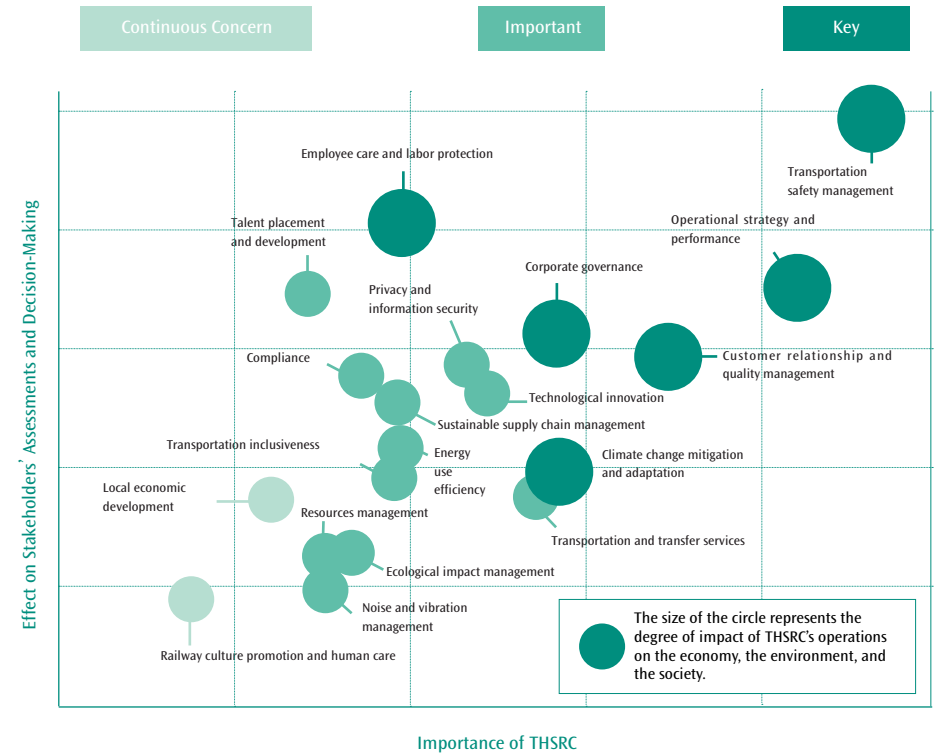 Continuous Concern
Important
Key
Effect on Stakeholders' Assessments and Decision-Making
Employee care and labor protection
Transportation
safety management
Talent placement
and development
Operational strategy and
performance
Privacy and
information security
Corporate governance
Compliance
Customer relationship and
quality management
Technological innovation
Sustainable supply chain management
Transportation inclusiveness
Energy
use
efficiency
Climate change mitigation
and adaptation
Local economic
development
Resources management
Transportation and transfer services
Ecological impact management
Noise and vibration
management
Railway culture promotion and human care
The size of the circle represents the
degree of impact of THSRC's operations
on the economy, the environment, and
the society.
Importance of THSRC